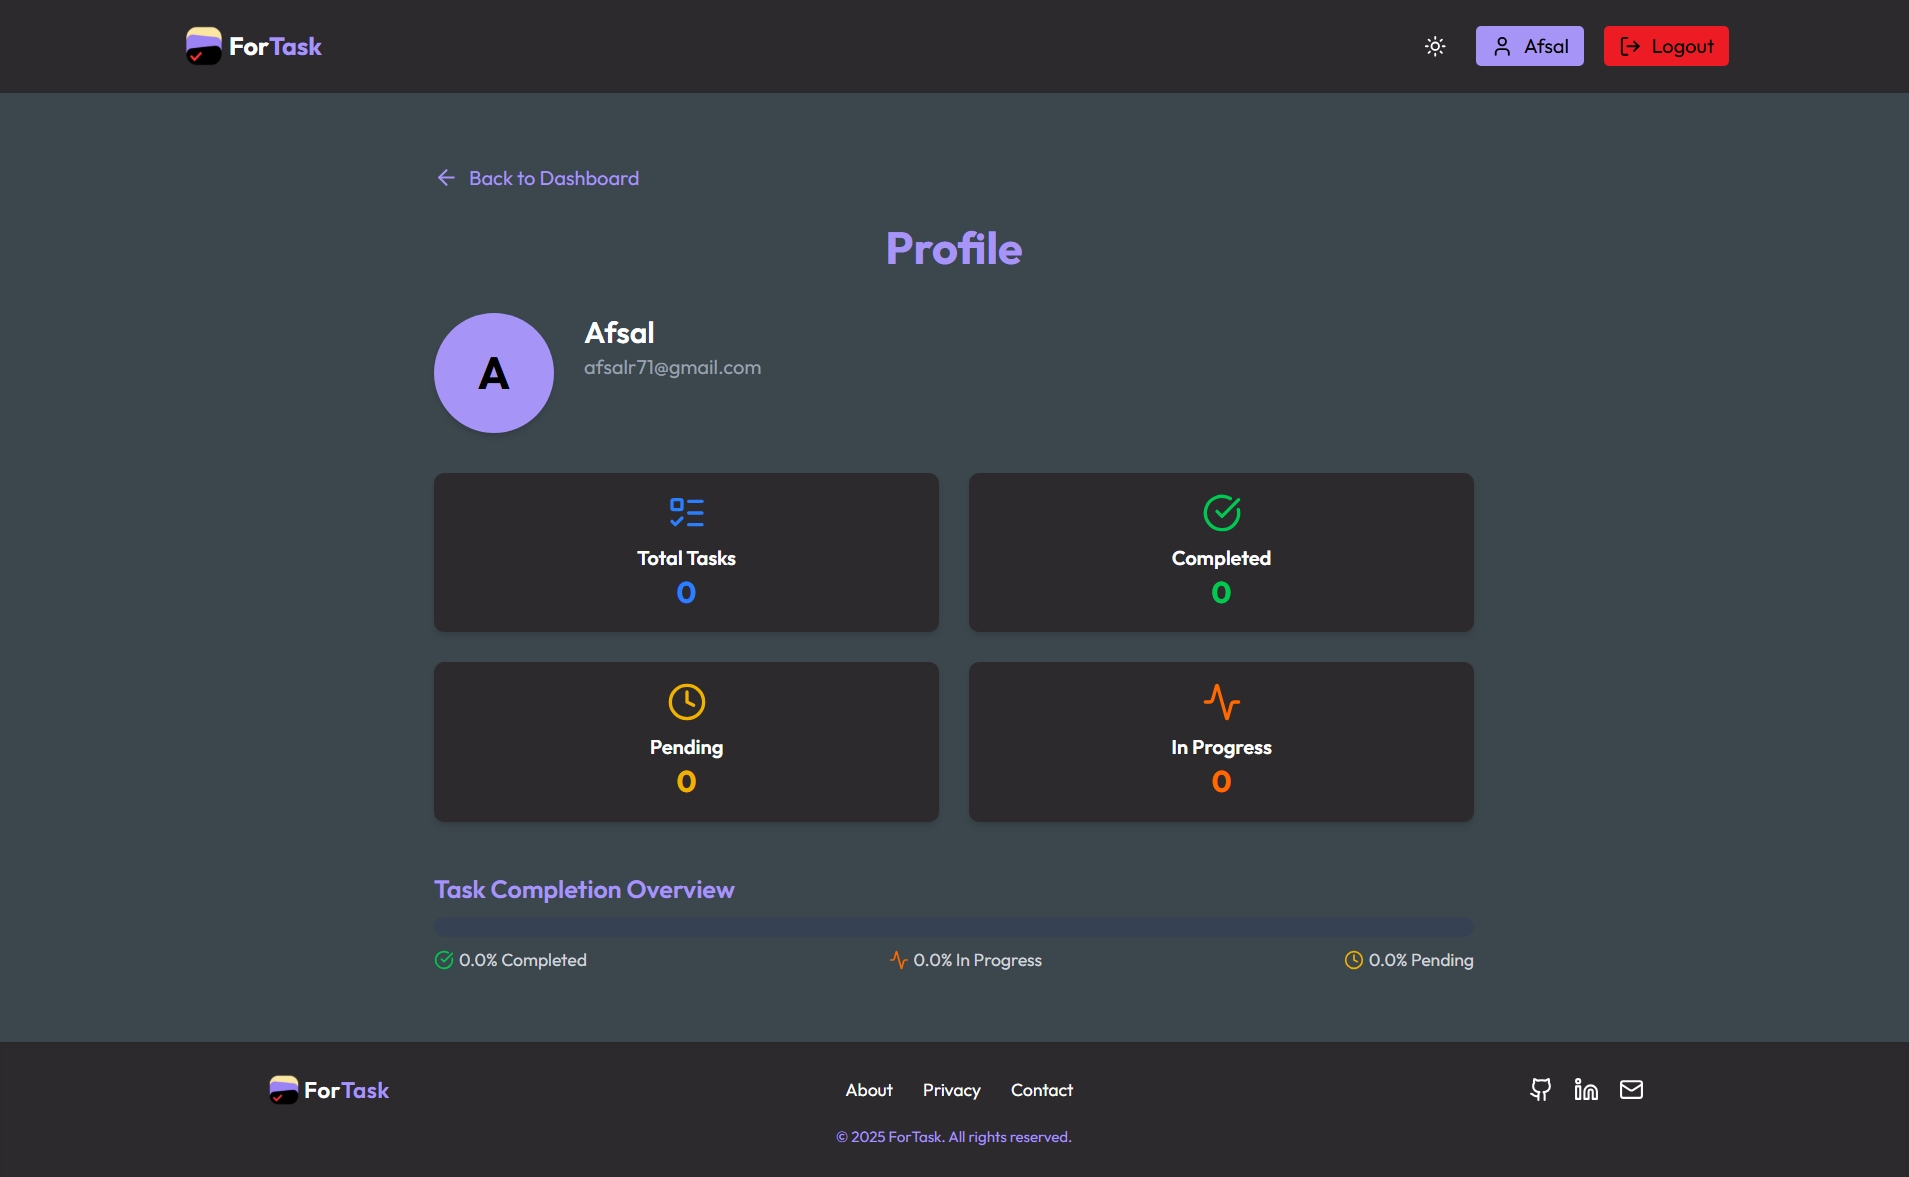 ForTask
Afsal
Logout
Back to Dashboard
Profile
A
Afsal
afsalr71@gmail.com
Total Tasks
0
Completed
0
Pending
0
In Progress
0
Task Completion Overview
0.0% Completed
0.0% In Progress
0.0% Pending
ForTask
About
Privacy
Contact
© 2025 ForTask. All rights reserved.